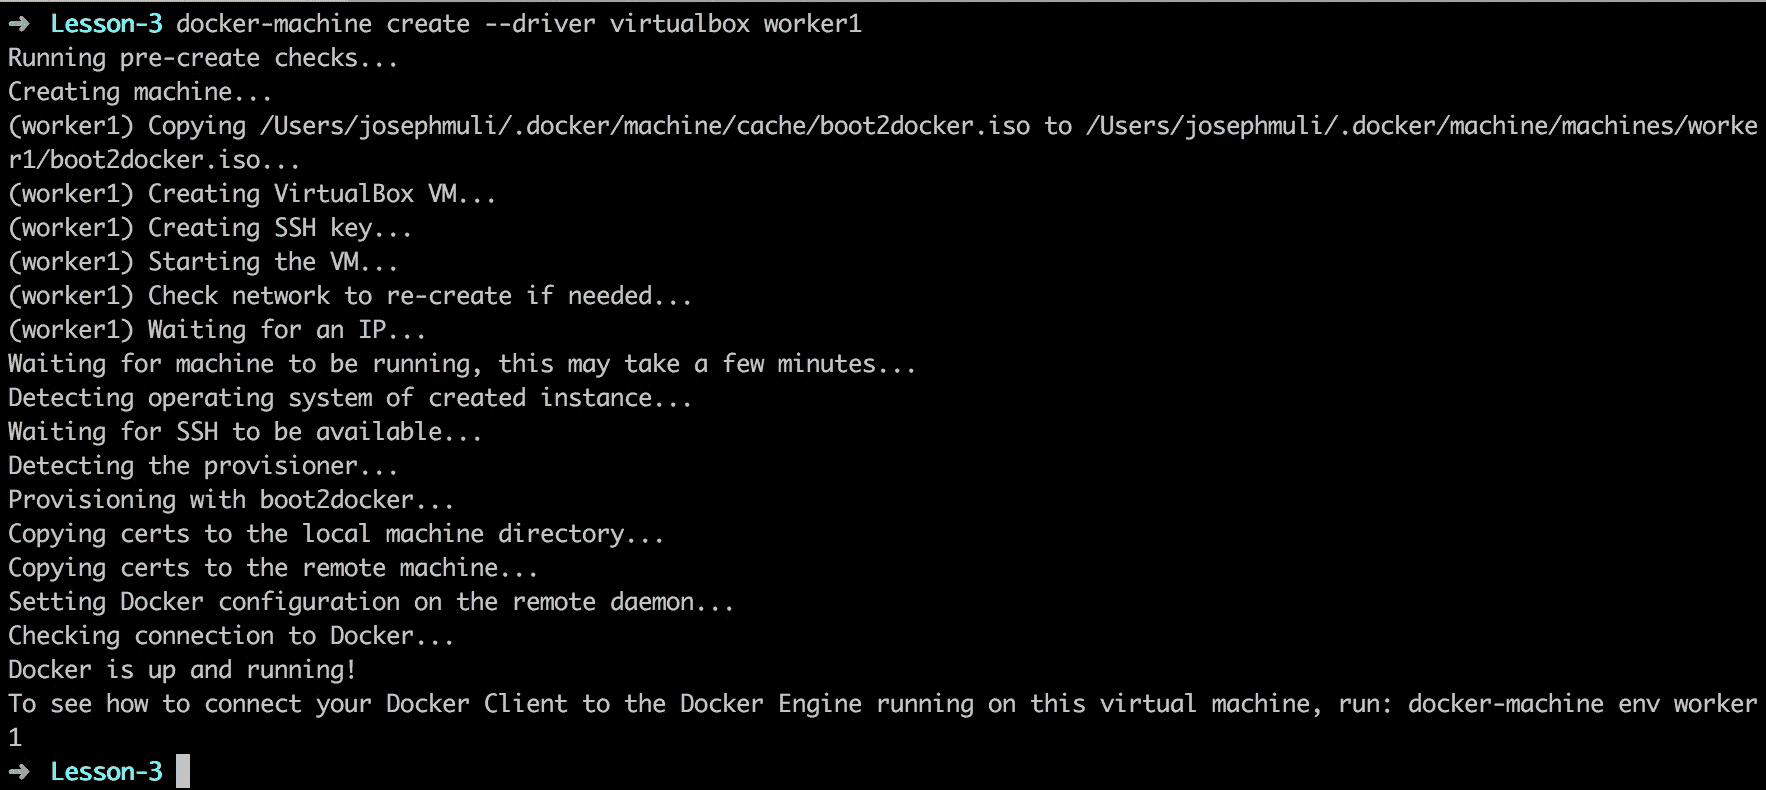 ➜ Lesson-3 docker-machine create --driver virtualbox worker1
Running pre-create checks...
Creating machine...
(worker1) Copying /Users/josephmuli/.docker/machine/cache/boot2docker.iso to /Users/josephmuli/.docker/machine/machines/worke
r1/boot2docker.iso...
(worker1) Creating VirtualBox VM...
(worker1) Creating SSH key...
(worker1) Starting the VM...
(worker1) Check network to re-create if needed...
(worker1) Waiting for an IP...
Waiting for machine to be running, this may take a few minutes...
Detecting operating system of created instance...
Waiting for SSH to be available...
Detecting the provisioner...
Provisioning with boot2docker...
Copying certs to the local machine directory...
Copying certs to the remote machine...
Setting Docker configuration on the remote daemon...
Checking connection to Docker...
Docker is up and running!
To see how to connect your Docker Client to the Docker Engine running on this virtual machine, run: docker-machine env worker
1
➜ Lesson-3